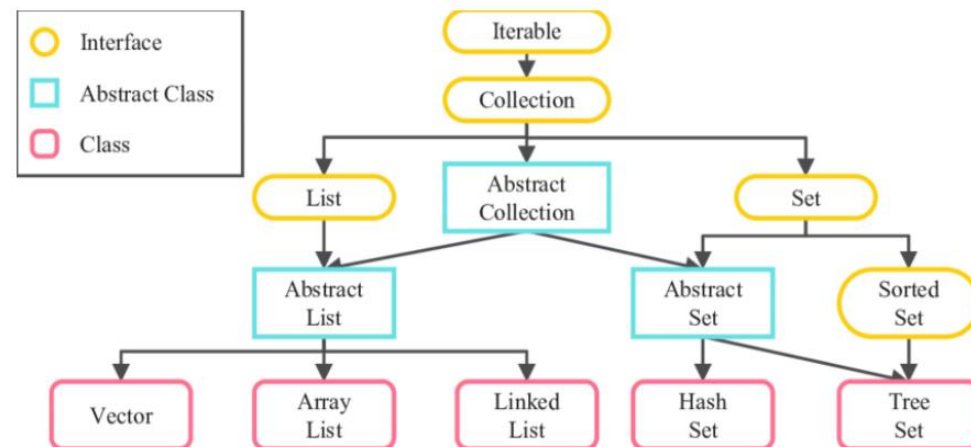 Interface
Abstract Class
Class
Iterable
Collection
List
Abstract
Collection
Set
Abstract
List
Abstract
Set
Sorted
Set
Vector
Array
List
Linked
List
Hash
Set
Tree
Set